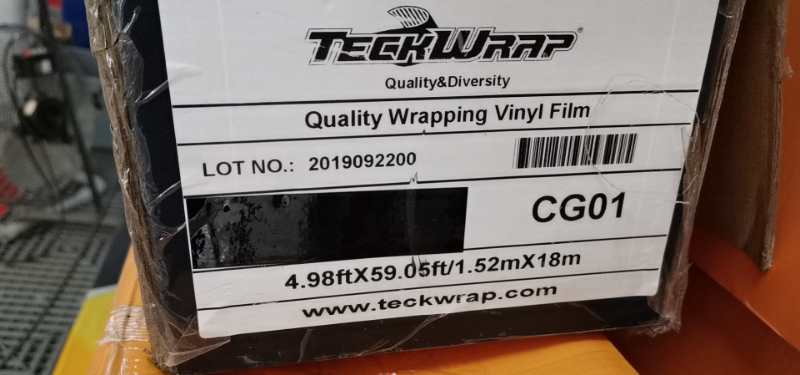 TECKWRAP
Quality&Diversity
Quality Wrapping Vinyl Film
LOT NO.: 2019092200
CG01
4.98ftX59.05ft/1.52mX18m
www.teckwrap.com